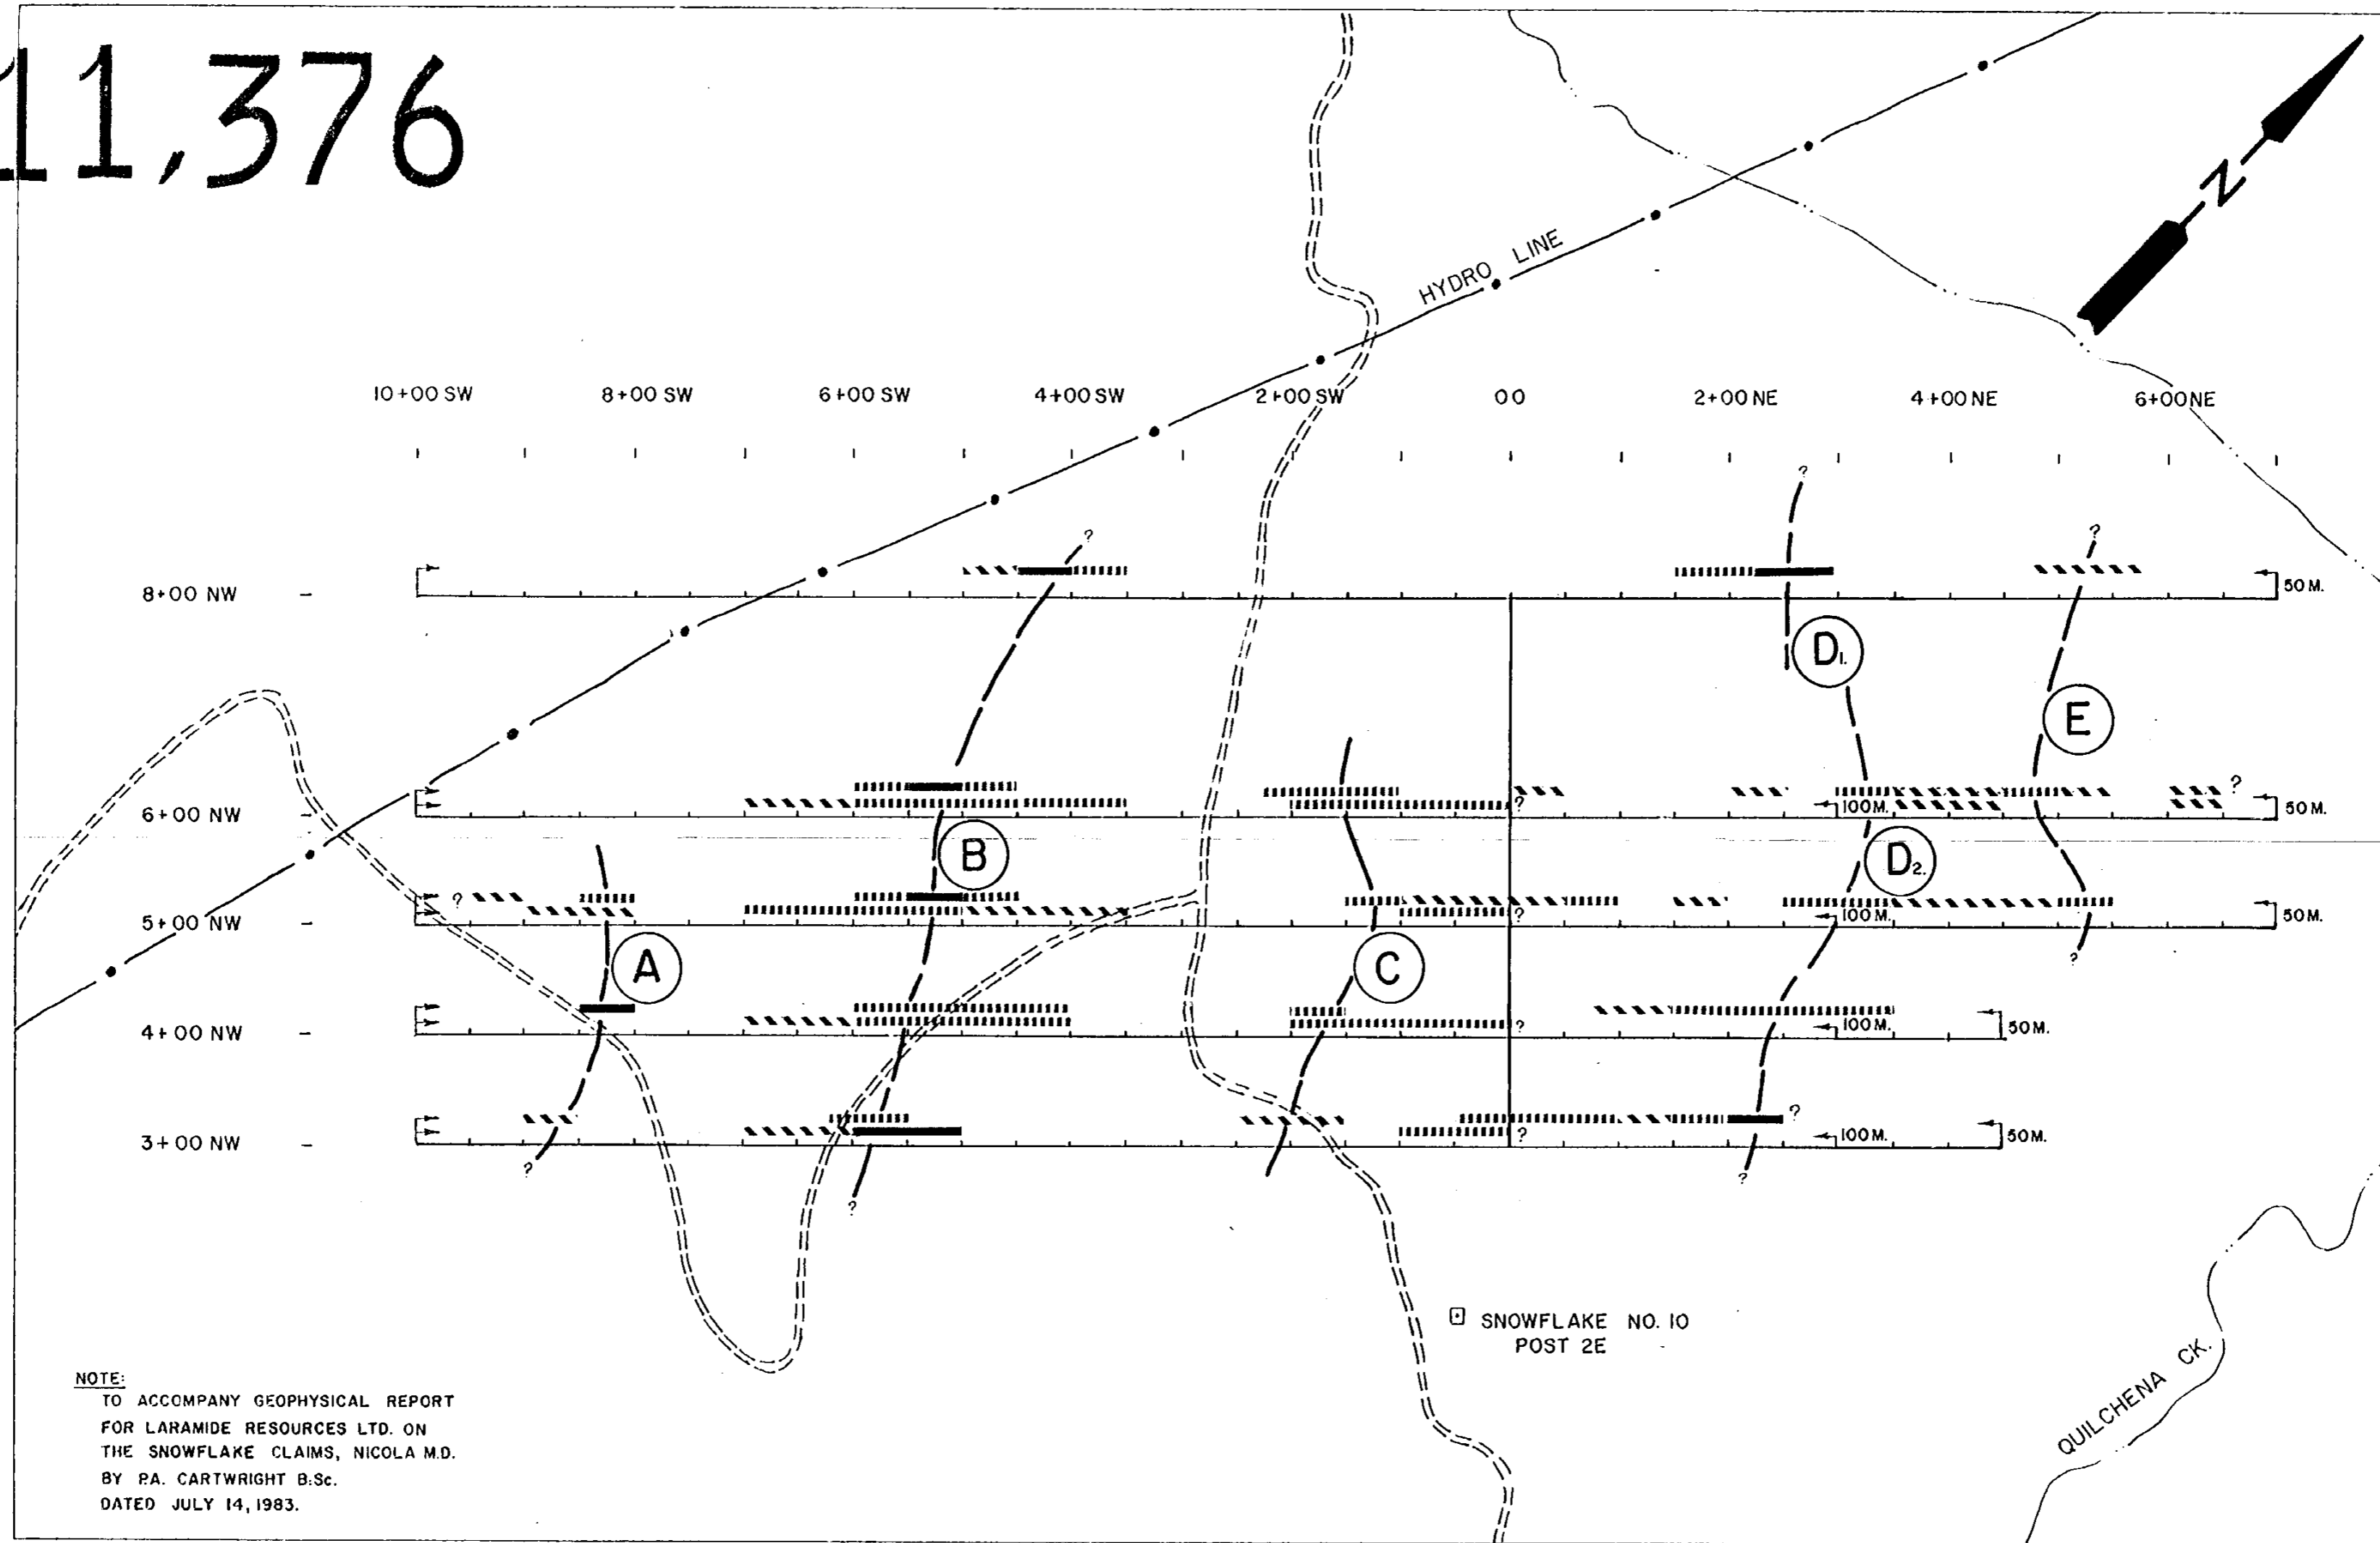 11,376
N
HYDRO LINE
10+00 SW 8+00 SW 6+00 SW 4+00 SW 2+00 SW 00 2+00 NE 4+00 NE 6+00 NE
? ? ?
8+00 NW 50 M.
D1.
E
6+00 NW ? 100 M. ? 50 M.
B D2.
5+00 NW ? ? 100 M. 50 M.
A C ?
4+00 NW ? 100 M. 50 M.
3+00 NW ? ? 100 M. 50 M.
? ? ?
SNOWFLAKE NO. 10
POST 2E
QUILCHENA CK.
NOTE:
TO ACCOMPANY GEOPHYSICAL REPORT
FOR LARAMIDE RESOURCES LTD. ON
THE SNOWFLAKE CLAIMS, NICOLA M.D.
BY P.A. CARTWRIGHT B.Sc.
DATED JULY 14, 1983.